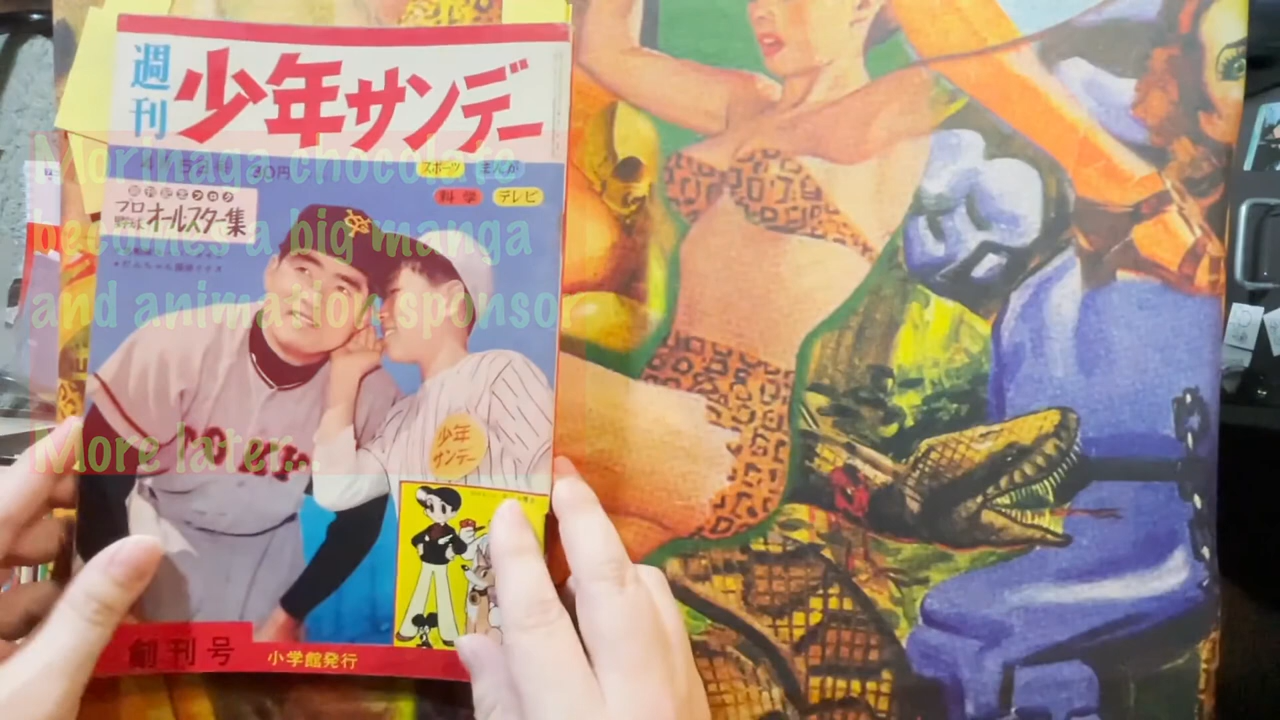 週刊
少年サンデー
30円
スポーツ まんが
科学 テレビ
プロ野球 オールスター集
Morinaga chocolate
becomes a big manga
and animation sponsor
More later...
少年
サンデー
創刊号
小学館発行